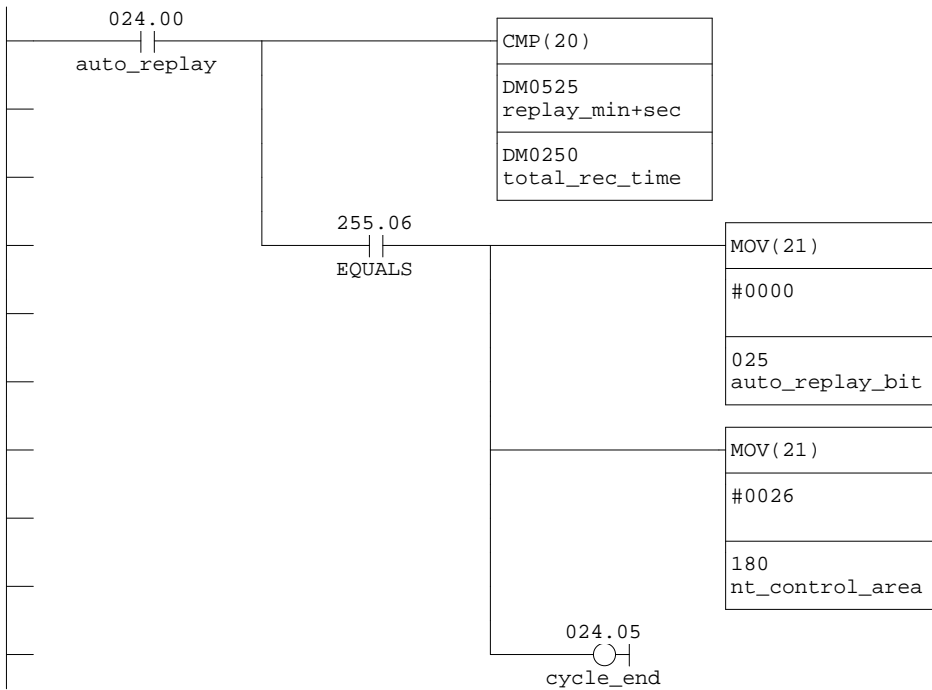 024.00
auto_replay
CMP(20)
DM0525
replay_min+sec
DM0250
total_rec_time
255.06
EQUALS
MOV(21)
#0000
025
auto_replay_bit
MOV(21)
#0026
180
nt_control_area
024.05
cycle_end